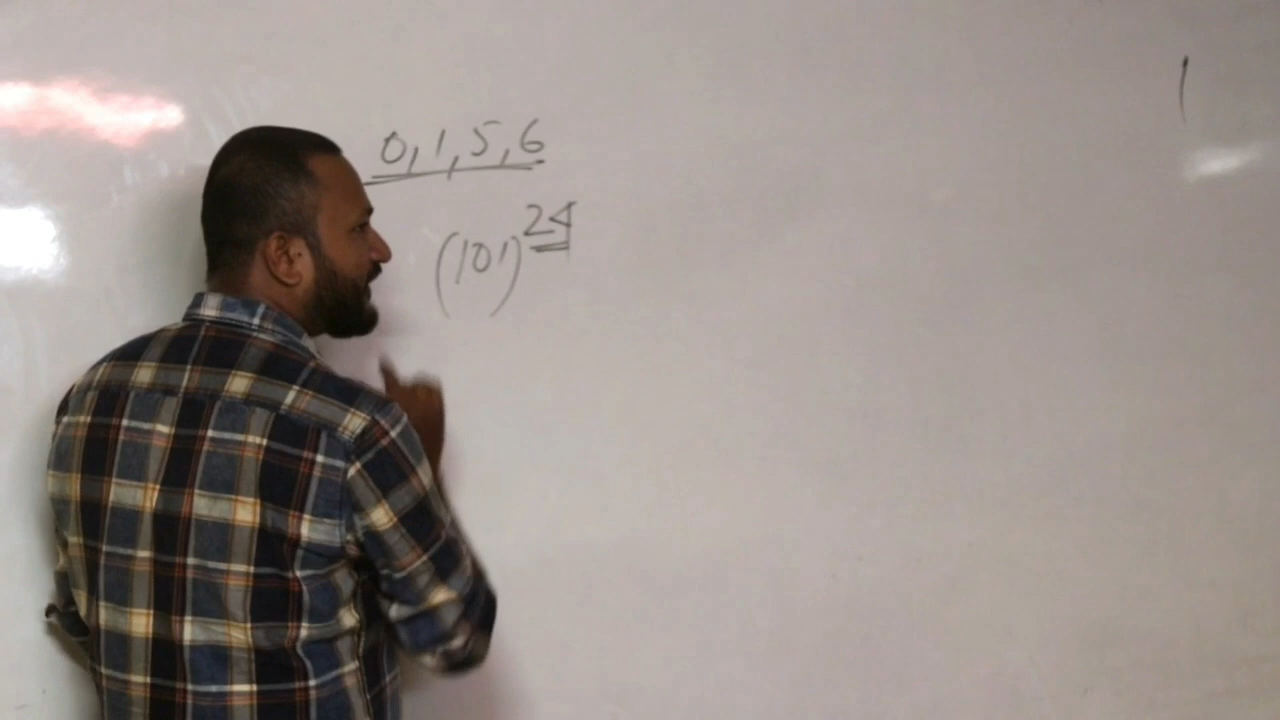 0, 1, 5, 6
(101)^24
|